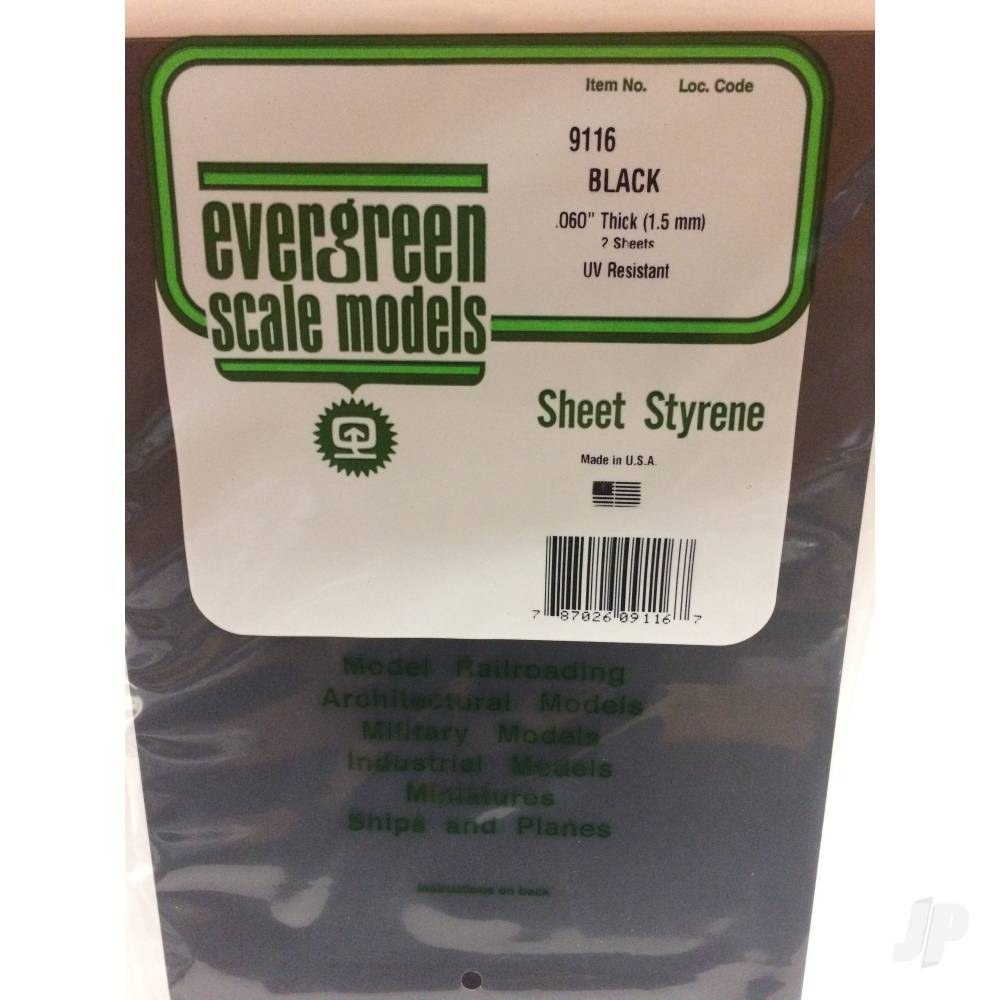 Item No. Loc. Code
9116
BLACK
.060" Thick (1.5 mm)
2 Sheets
UV Resistant
evergreen
scale models
Sheet Styrene
Made in U.S.A.
7 87026 09116 7
Model Railroading
Architectural Models
Military Models
Industrial Models
Miniatures
Ships and Planes
Instructions on back
JP